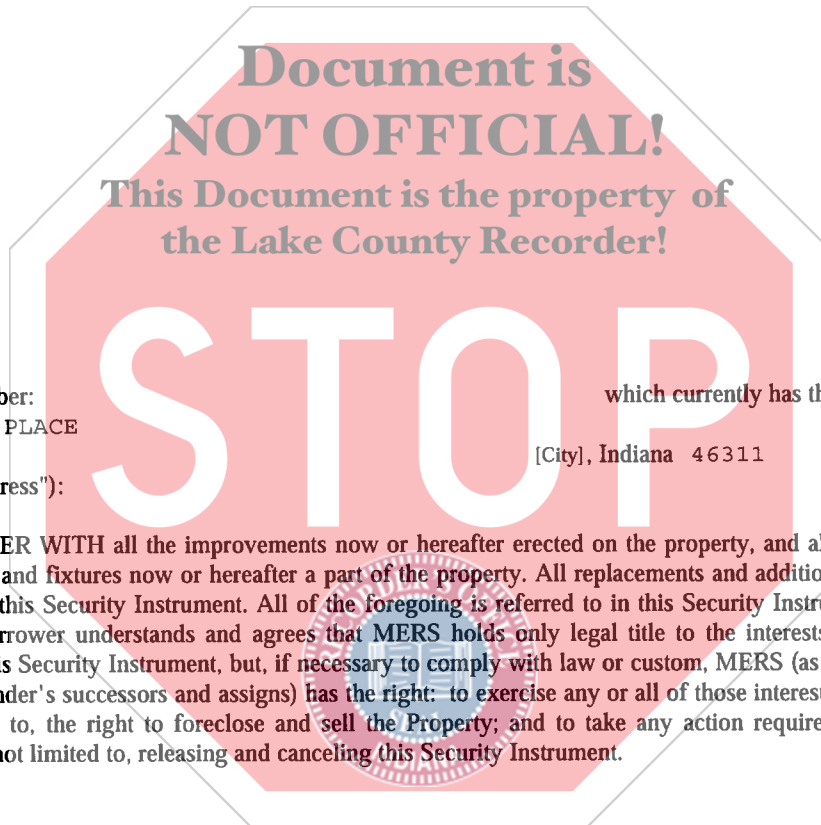 Document is
NOT OFFICIAL!
This Document is the property of
the Lake County Recorder!
STOP
ber: which currently has th
PLACE
[City], Indiana 46311
ress"):
ER WITH all the improvements now or hereafter erected on the property, and al
and fixtures now or hereafter a part of the property. All replacements and additio
this Security Instrument. All of the foregoing is referred to in this Security Instr
rrower understands and agrees that MERS holds only legal title to the interests
is Security Instrument, but, if necessary to comply with law or custom, MERS (as
nder's successors and assigns) has the right: to exercise any or all of those interes
to, the right to foreclose and sell the Property; and to take any action require
not limited to, releasing and canceling this Security Instrument.
INDIANA